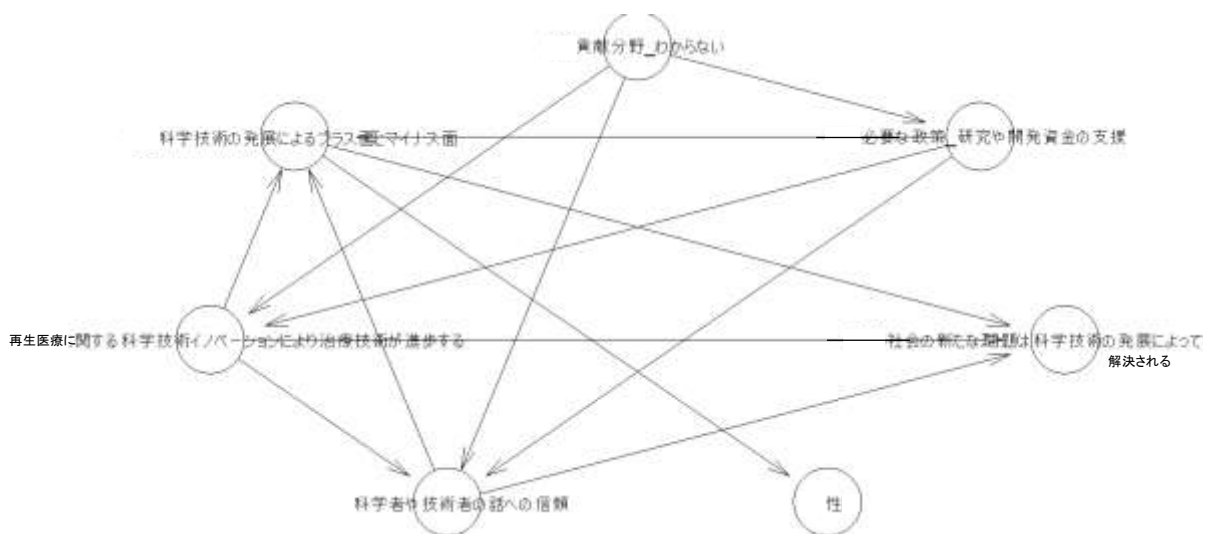 貢献分野_わからない
科学技術の発展によるプラス面とマイナス面
必要な政策_研究や開発資金の支援
再生医療に関する科学技術イノベーションにより治療技術が進歩する
社会の新たな問題は科学技術の発展によって
解決される
科学者や技術者の話への信頼
性